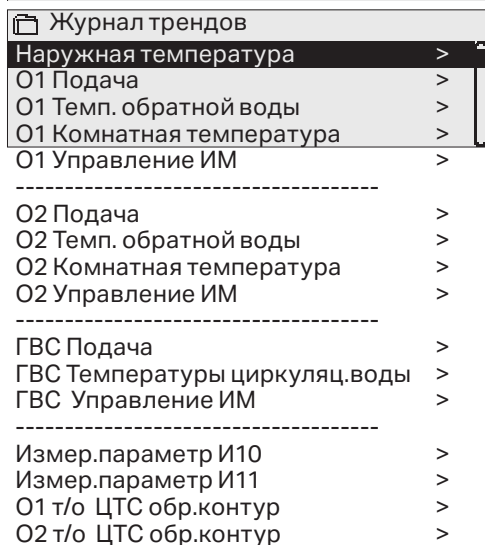 Журнал трендов
Наружная температура >
О1 Подача >
О1 Темп. обратной воды >
О1 Комнатная температура >
О1 Управление ИМ >
------------------------------------
О2 Подача >
О2 Темп. обратной воды >
О2 Комнатная температура >
О2 Управление ИМ >
------------------------------------
ГВС Подача >
ГВС Температуры циркуляц.воды >
ГВС Управление ИМ >
------------------------------------
Измер.параметр И10 >
Измер.параметр И11 >
О1 т/о ЦТС обр.контур >
О2 т/о ЦТС обр.контур >